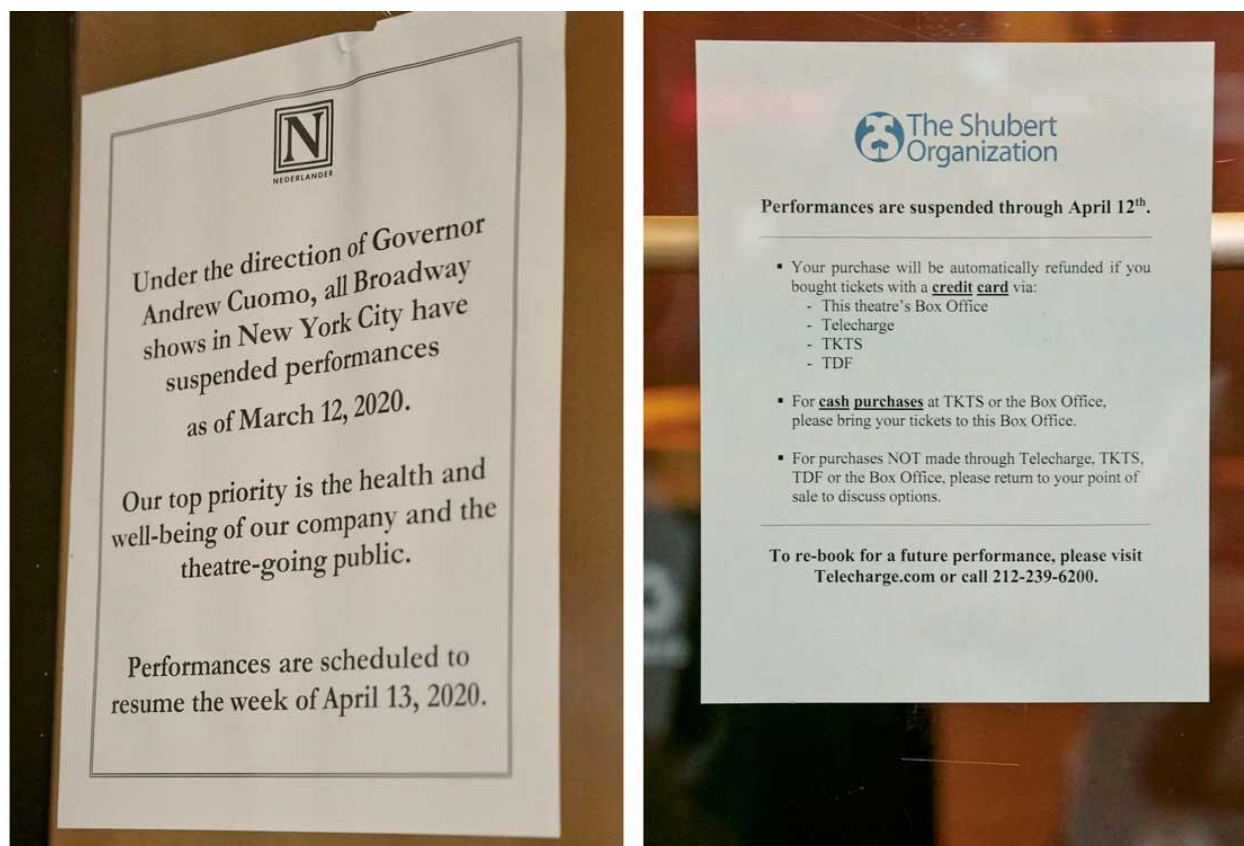 N
NEDERLANDER
Under the direction of Governor
Andrew Cuomo, all Broadway
shows in New York City have
suspended performances
as of March 12, 2020.
Our top priority is the health and
well-being of our company and the
theatre-going public.
Performances are scheduled to
resume the week of April 13, 2020.
The Shubert
Organization
Performances are suspended through April 12th.
▪ Your purchase will be automatically refunded if you
bought tickets with a credit card via:
- This theatre's Box Office
- Telecharge
- TKTS
- TDF
▪ For cash purchases at TKTS or the Box Office,
please bring your tickets to this Box Office.
▪ For purchases NOT made through Telecharge, TKTS,
TDF or the Box Office, please return to your point of
sale to discuss options.
To re-book for a future performance, please visit
Telecharge.com or call 212-239-6200.